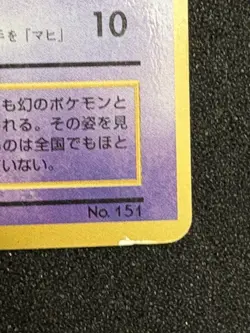 手を「マヒ」 10
も幻のポケモンと
れる。その姿を見
のは全国でもほと
いない。
No. 151